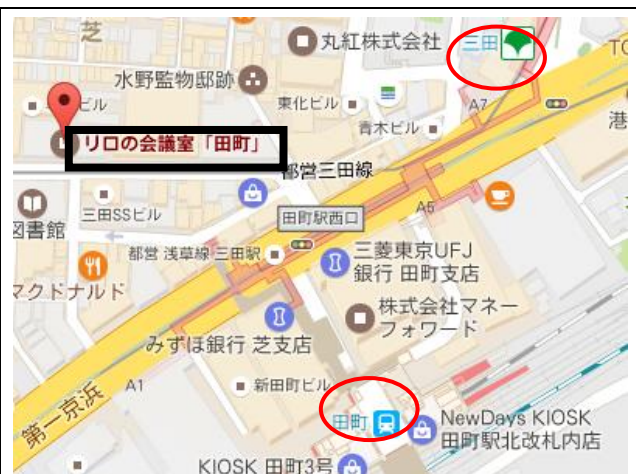 芝
丸紅株式会社
三田
水野監物邸跡
東化ビル
A7
青木ビル
港
ビル
リロの会議室「田町」
都営三田線
三田SSビル
図書館
田町駅西口
A5
都営 浅草線 三田駅
三菱東京UFJ
銀行 田町支店
マクドナルド
株式会社マネー
フォワード
みずほ銀行 芝支店
A1
新田町ビル
第一京浜
田町
NewDays KIOSK
田町駅北改札内店
KIOSK 田町3号